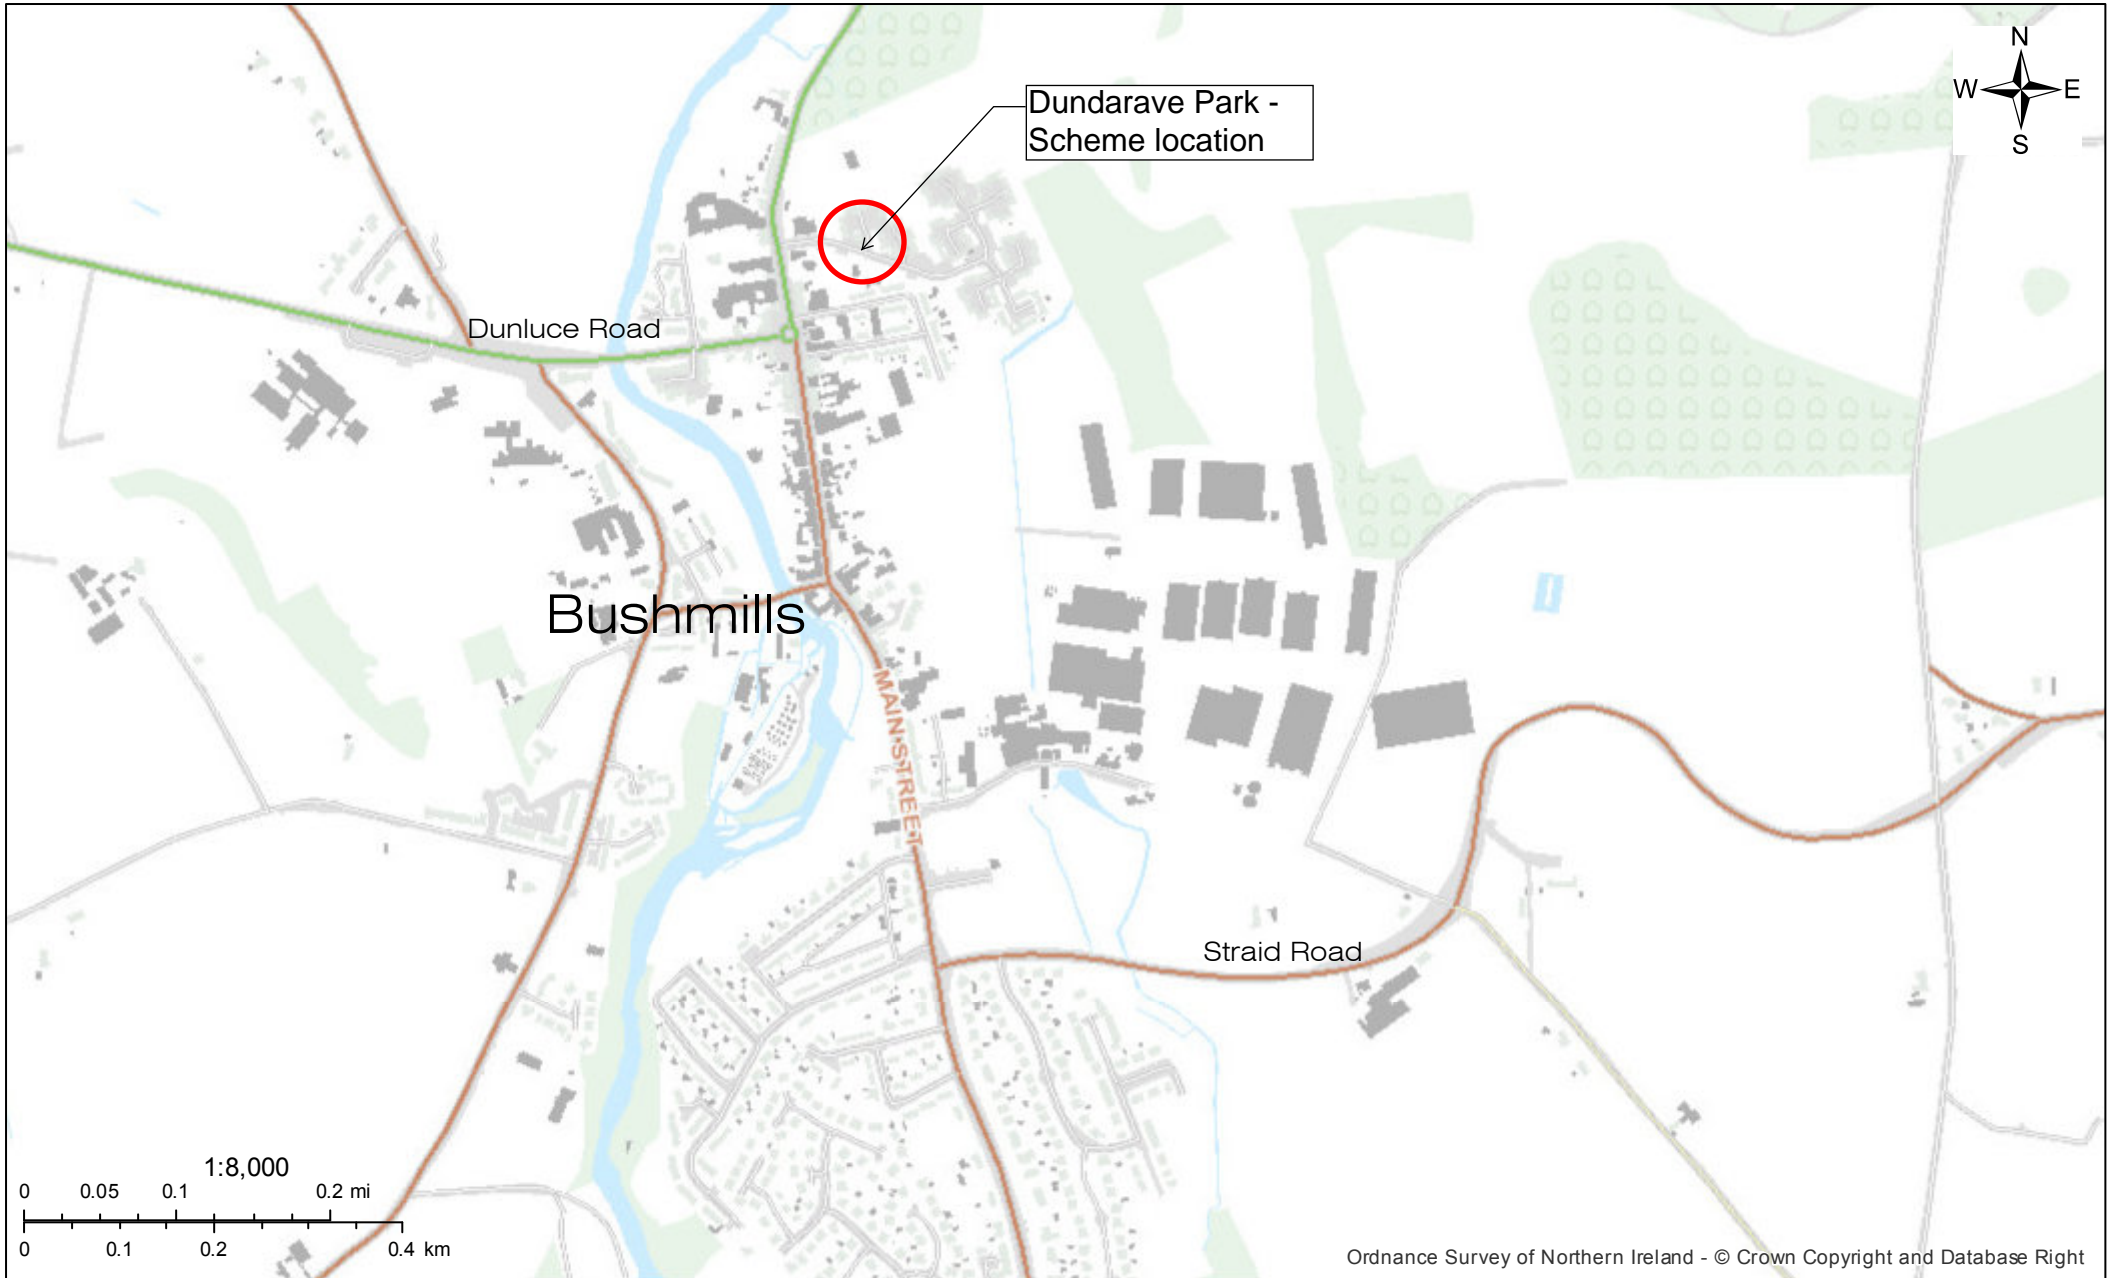 N
W E
S
Dundarave Park -
Scheme location
Dunluce Road
Bushmills
MAIN STREET
Straid Road
1:8,000
0 0.05 0.1 0.2 mi
0 0.1 0.2 0.4 km
Ordnance Survey of Northern Ireland - © Crown Copyright and Database Right